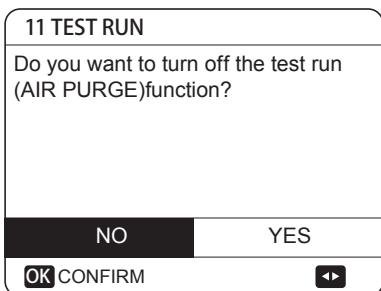 11 TEST RUN
Do you want to turn off the test run
(AIR PURGE)function?
NO YES
OK CONFIRM